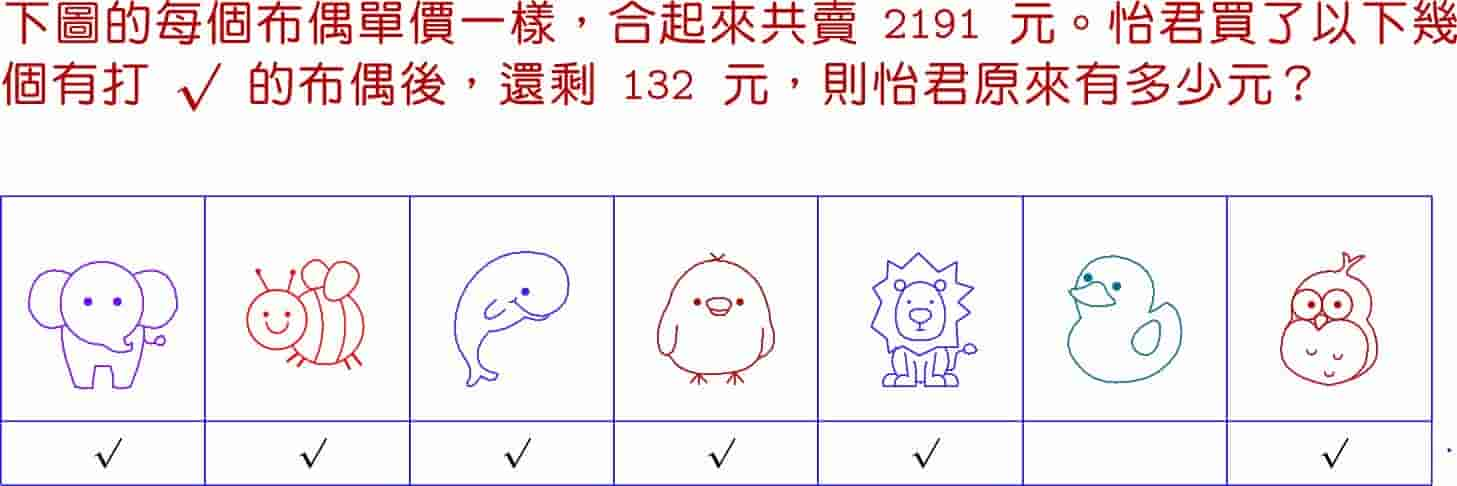 下圖的每個布偶單價一樣，合起來共賣 2191 元。怡君買了以下幾
個有打 √ 的布偶後，還剩 132 元，則怡君原來有多少元？
√ √ √ √ √ √ .